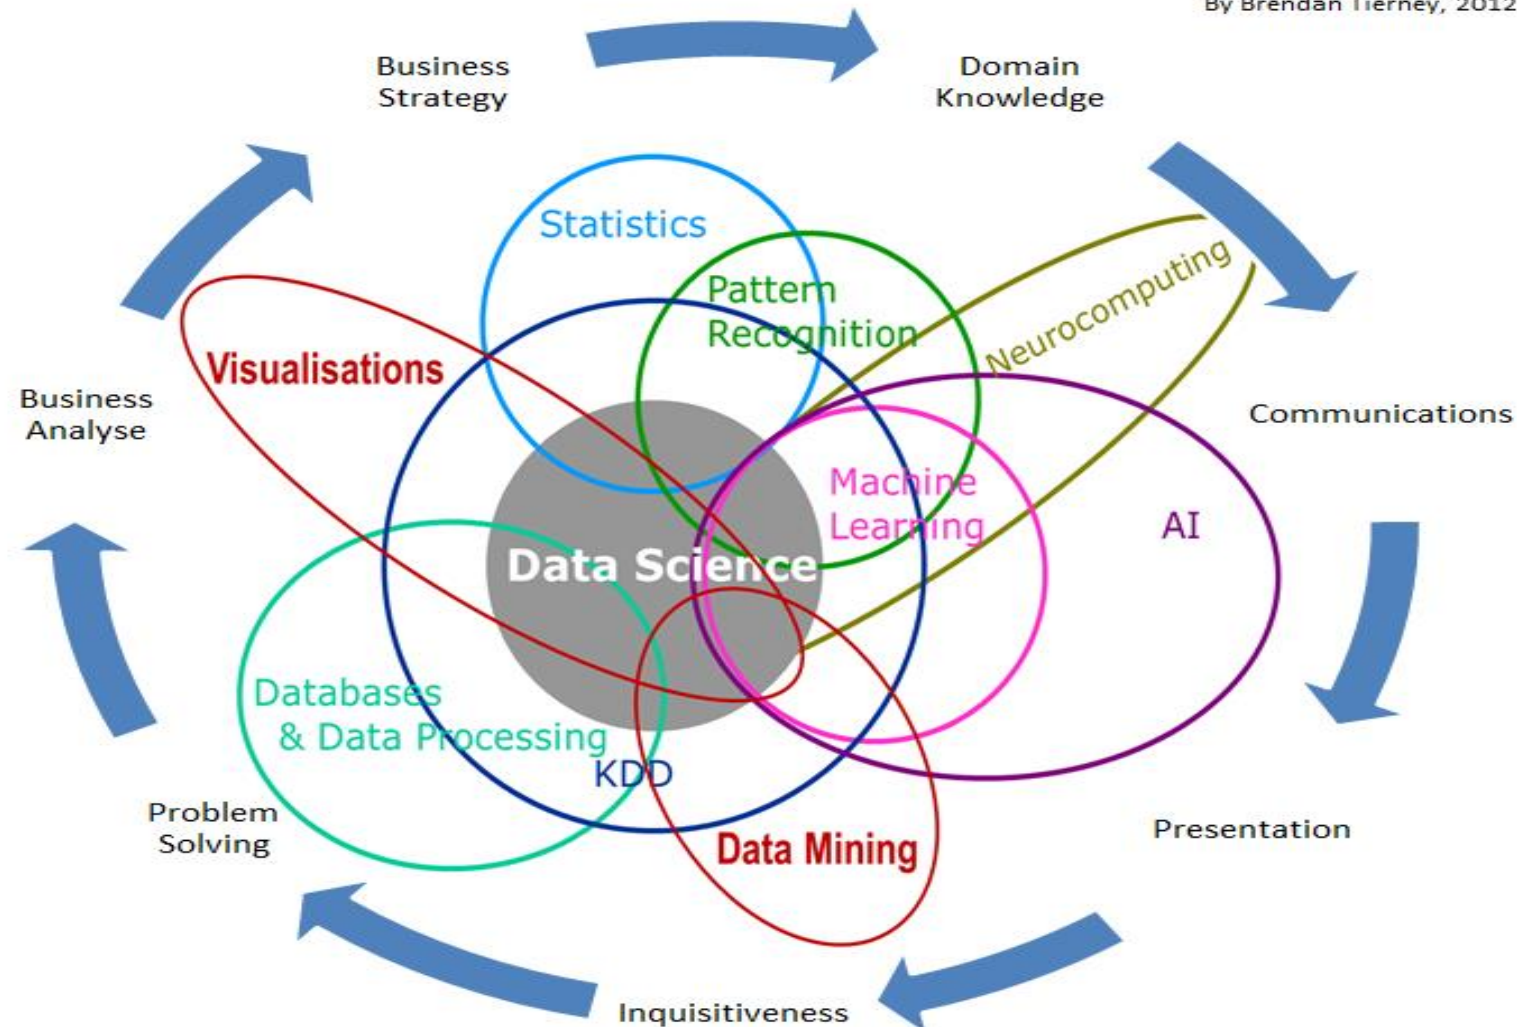 By Brendan Tierney, 2012
Business
Strategy
Domain
Knowledge
Statistics
Pattern
Recognition
Neurocomputing
Visualisations
Business
Analyse
Communications
Machine
Learning
AI
Data Science
Databases
& Data Processing
KDD
Problem
Solving
Presentation
Data Mining
Inquisitiveness